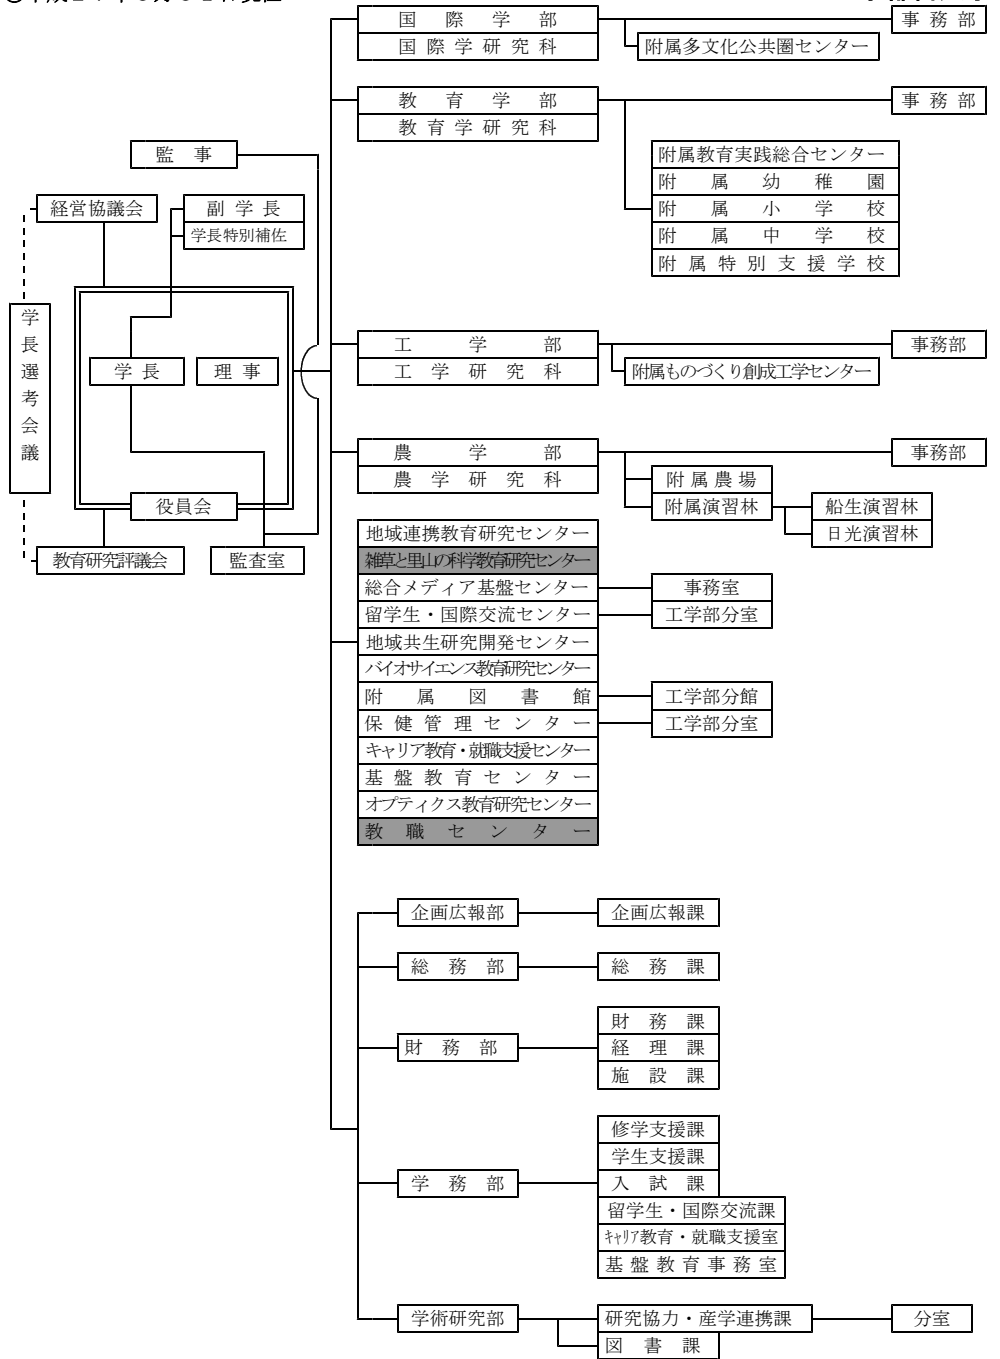 国際学部
事務部
国際学研究科
附属多文化公共圏センター
教育学部
事務部
教育学研究科
監事
附属教育実践総合センター
附属幼稚園
経営協議会
副学長
附属小学校
学長特別補佐
附属中学校
附属特別支援学校
学長選考会議
工学部
事務部
学長
理事
工学研究科
附属ものづくり創成工学センター
農学部
事務部
農学研究科
附属農場
役員会
附属演習林
船生演習林
日光演習林
地域連携教育研究センター
教育研究評議会
監査室
雑草と里山の科学教育研究センター
総合メディア基盤センター
事務室
留学生・国際交流センター
工学部分室
地域共生研究開発センター
バイオサイエンス教育研究センター
附属図書館
工学部分館
保健管理センター
工学部分室
キャリア教育・就職支援センター
基盤教育センター
オプティクス教育研究センター
教職センター
企画広報部
企画広報課
総務部
総務課
財務課
財務部
経理課
施設課
修学支援課
学生支援課
学務部
入試課
留学生・国際交流課
ｷｬﾘｱ教育・就職支援室
基盤教育事務室
学術研究部
研究協力・産学連携課
分室
図書課